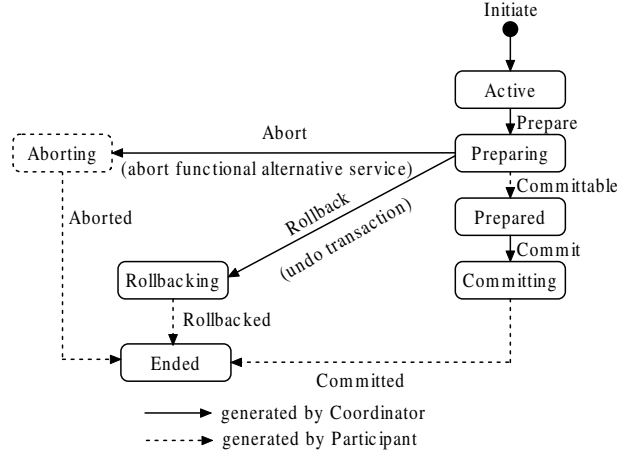 Initiate
Active
Prepare
Abort
Aborting
Preparing
(abort functional alternative service)
Committable
Rollback
Aborted
Prepared
(undo transaction)
Commit
Rollbacking
Committing
Rollbacked
Ended
Committed
generated by Coordinator
generated by Participant